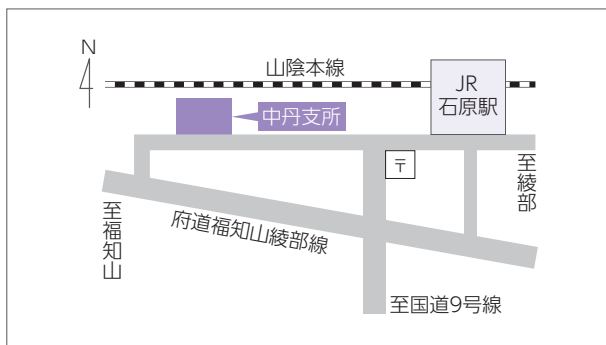 N
山陰本線
JR
石原駅
中丹支所
〒
至綾部
至福知山
府道福知山綾部線
至国道9号線